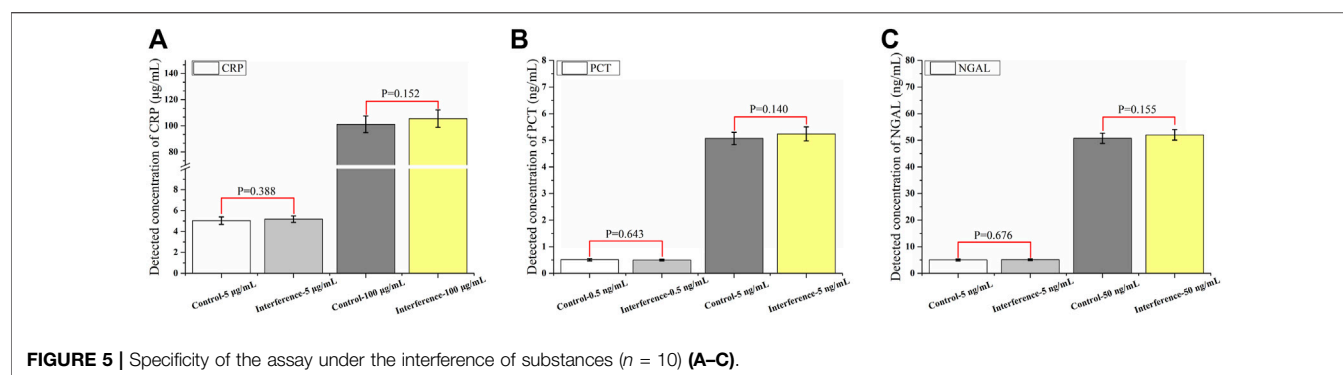 A
CRP
Detected concentration of CRP (μg/mL)
140
120
100
80
8
6
4
2
0
P=0.388
P=0.152
Control-5 μg/mL
Interference-5 μg/mL
Control-100 μg/mL
Interference-100 μg/mL
B
PCT
Detected concentration of PCT (ng/mL)
8
7
6
5
4
3
2
1
0
P=0.643
P=0.140
Control-0.5 ng/mL
Interference-0.5 ng/mL
Control-5 ng/mL
Interference-5 ng/mL
C
NGAL
Detected concentration of NGAL (ng/mL)
80
70
60
50
40
30
20
10
0
P=0.676
P=0.155
Control-5 ng/mL
Interference-5 ng/mL
Control-50 ng/mL
Interference-50 ng/mL
FIGURE 5 | Specificity of the assay under the interference of substances (n = 10) (A–C).